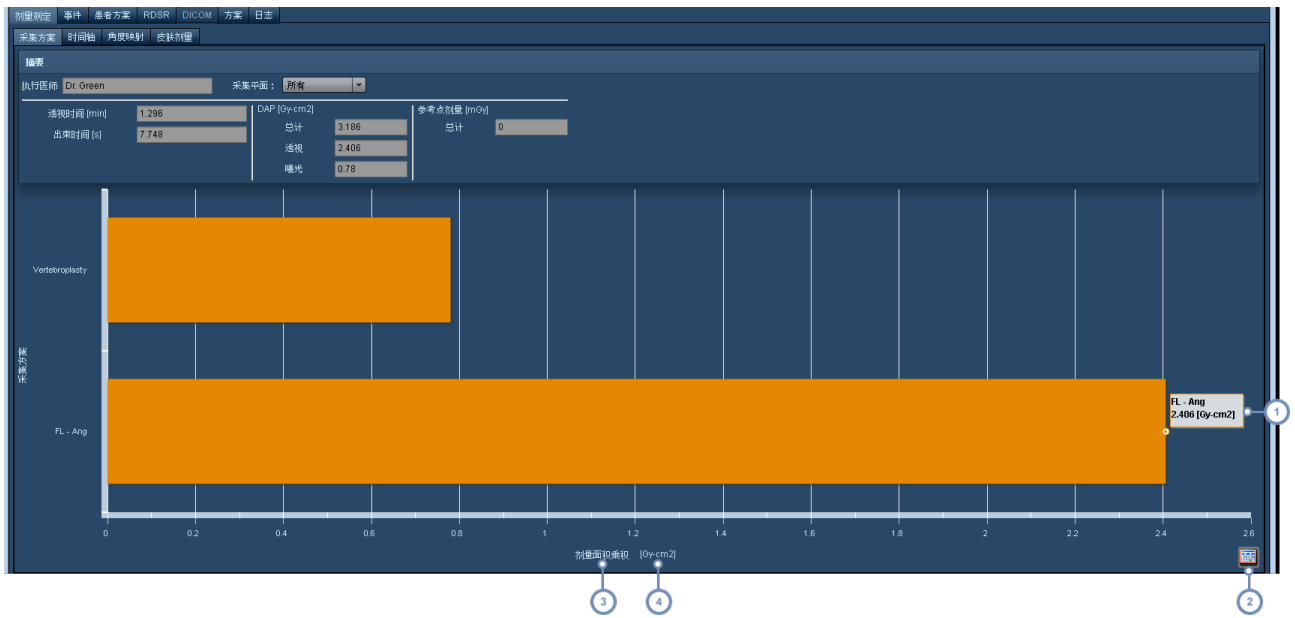 剂量测定 事件 患者方案 RDSR DICOM 方案 日志
采集方案 时间轴 角度映射 皮肤剂量
摘要
执行医师 Dr. Green 采集平面： 所有
透视时间 [min] 1.296 DAP [Gy-cm2] 参考点剂量 [mGy]
出束时间 [s] 7.748 总计 3.186 总计 0
透视 2.406
曝光 0.78
Vertebroplasty
采集方案
FL - Ang
2.406 [Gy-cm2]
1
FL - Ang
0 0.2 0.4 0.6 0.8 1 1.2 1.4 1.6 1.8 2 2.2 2.4 2.6
剂量面积乘积 [Gy-cm2]
3 4 2